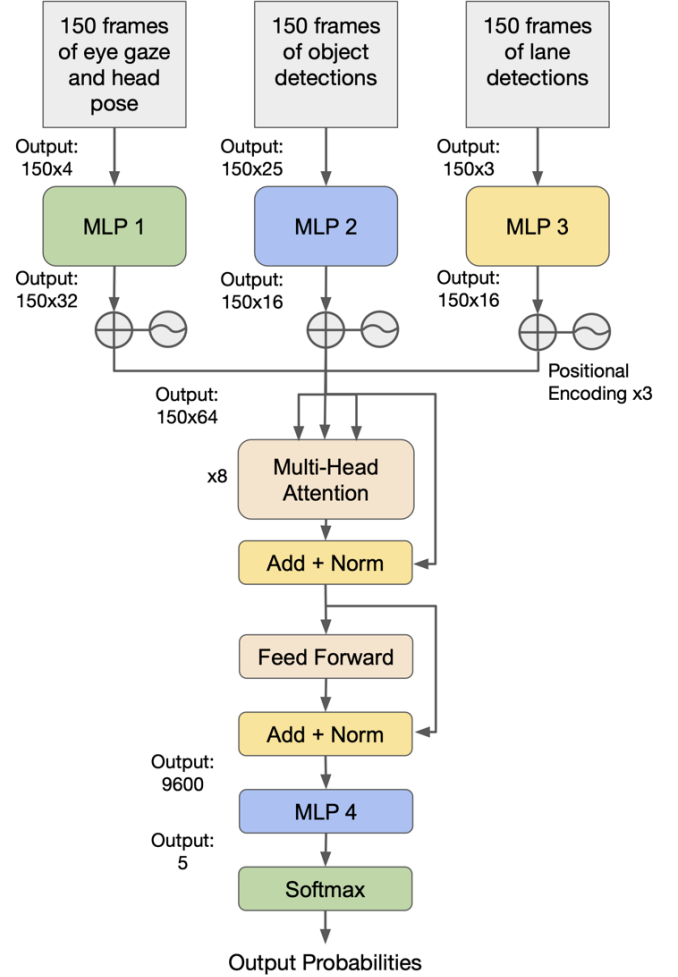 150 frames
of eye gaze
and head
pose
150 frames
of object
detections
150 frames
of lane
detections
Output:
150x4
Output:
150x25
Output:
150x3
MLP 1
MLP 2
MLP 3
Output:
150x32
Output:
150x16
Output:
150x16
Positional
Encoding x3
Output:
150x64
x8
Multi-Head
Attention
Add + Norm
Feed Forward
Add + Norm
Output:
9600
MLP 4
Output:
5
Softmax
Output Probabilities